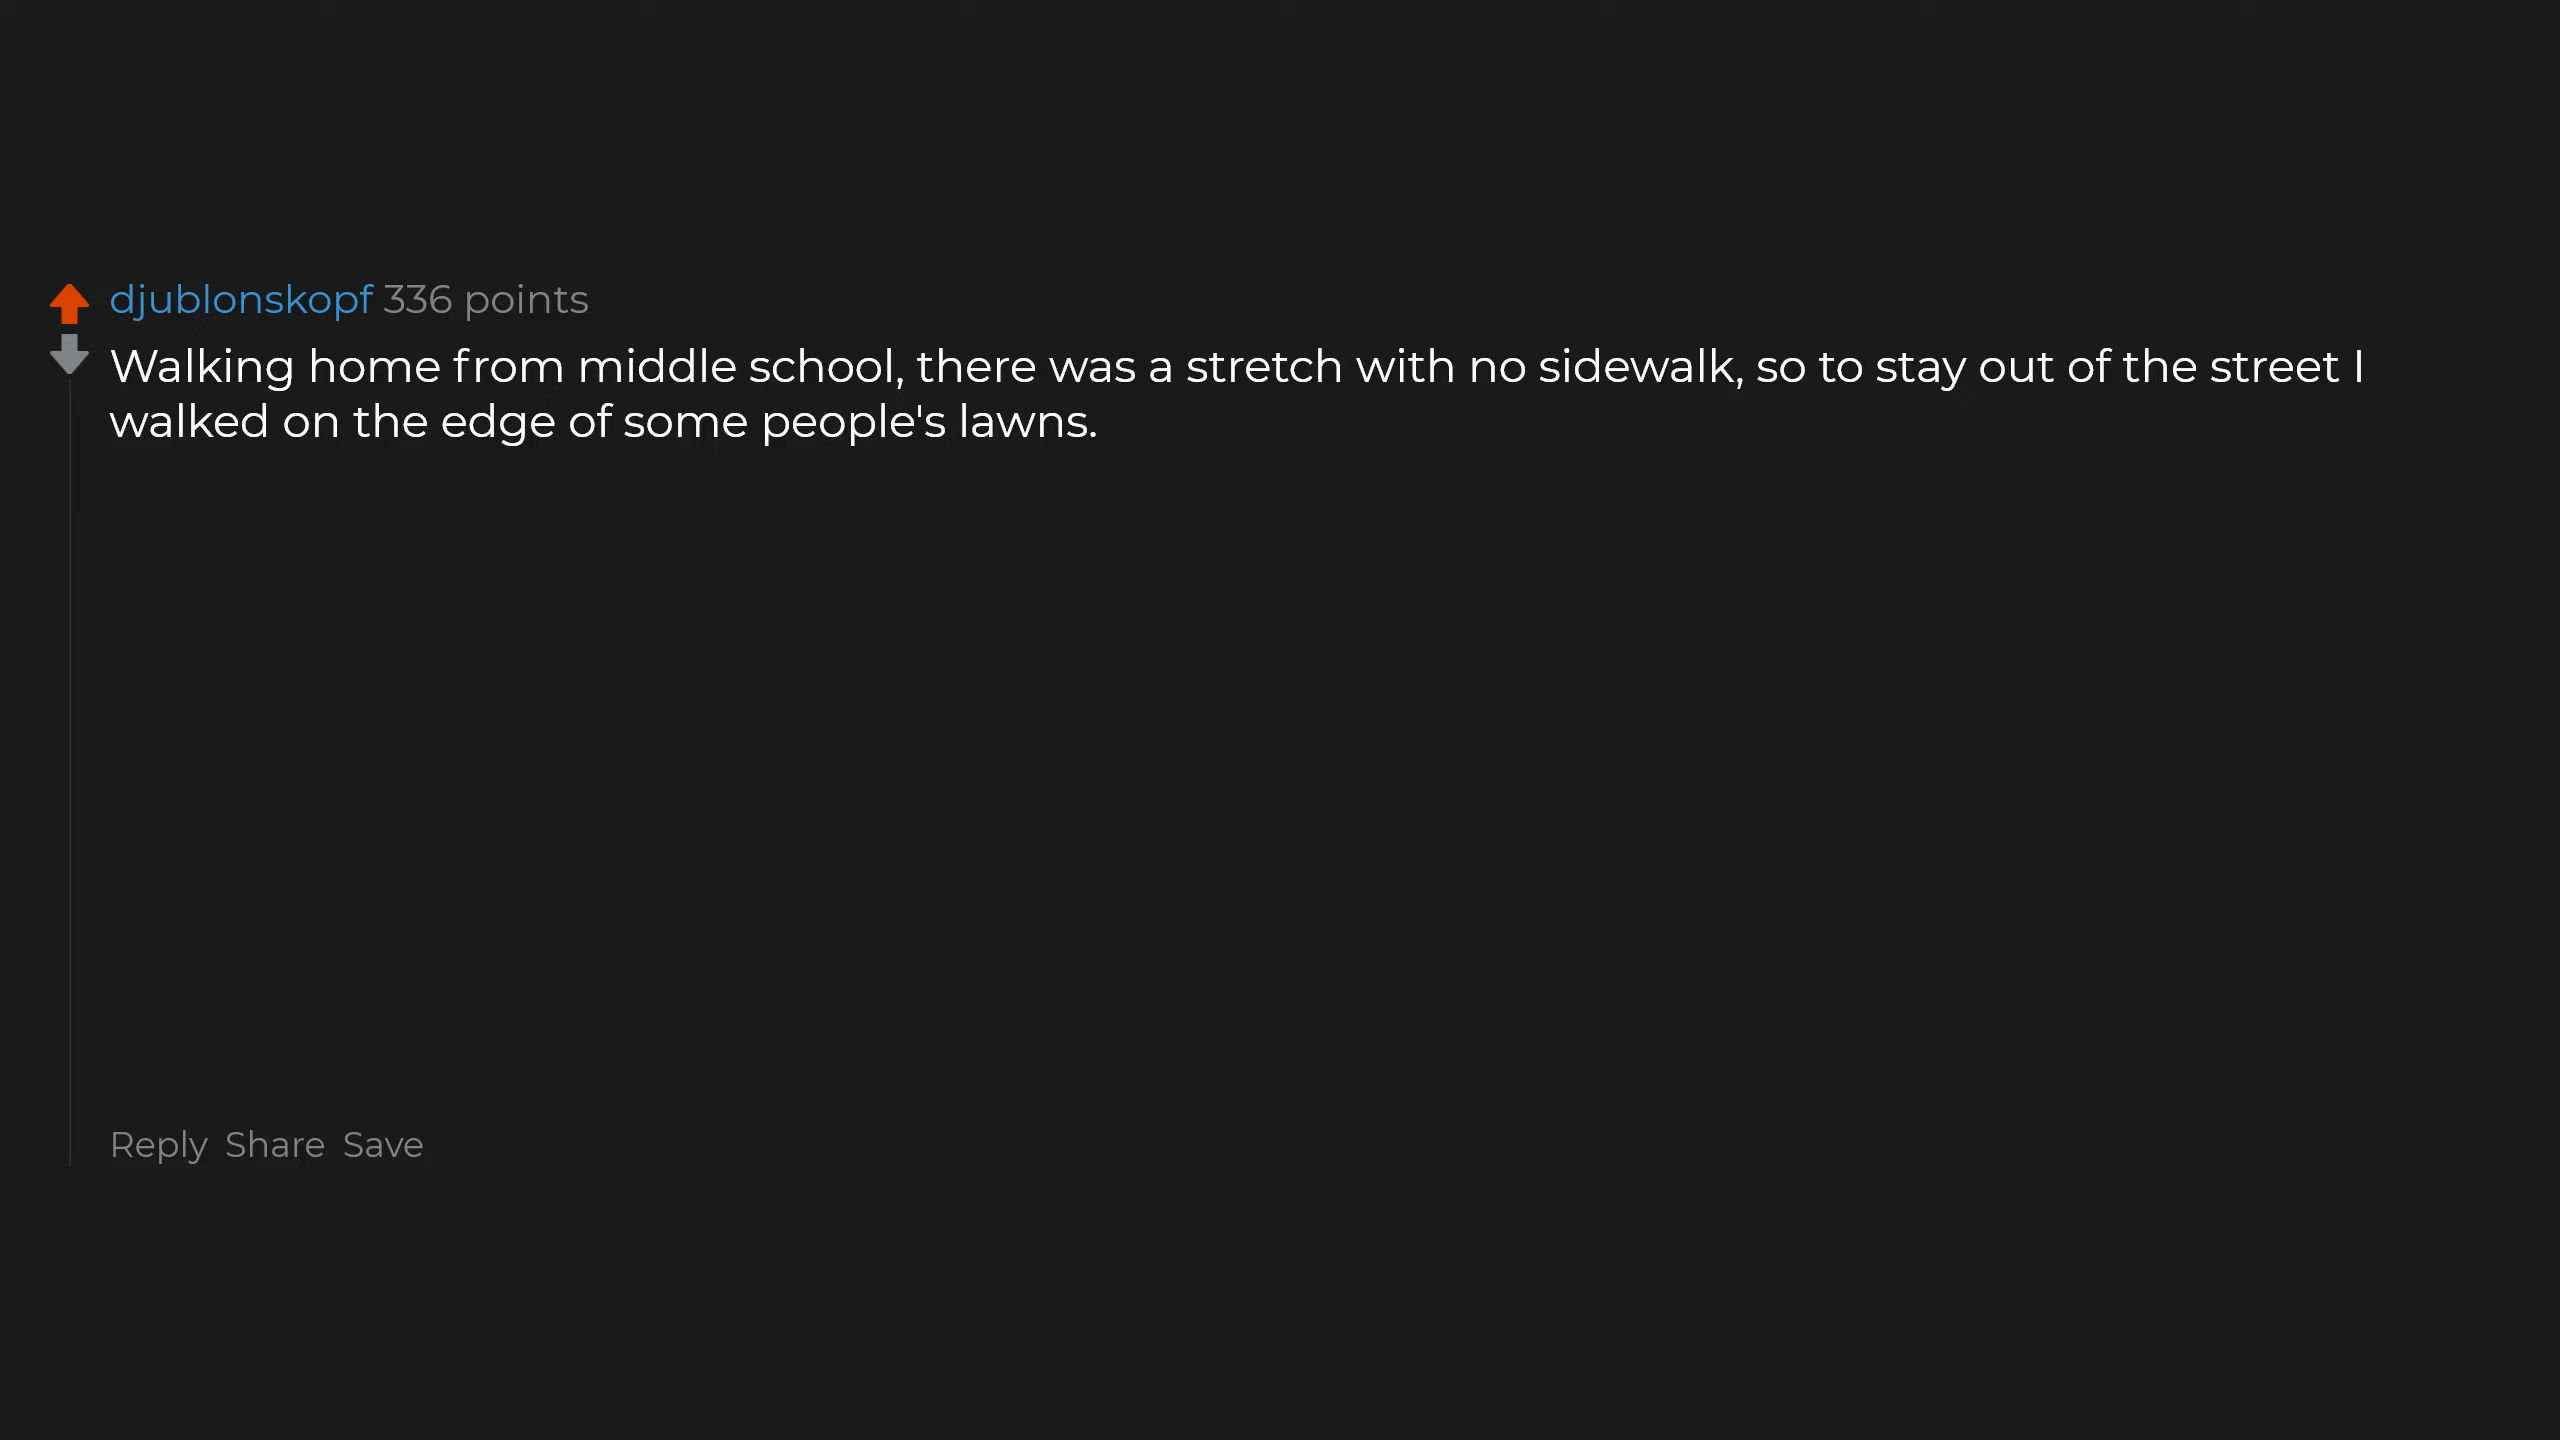 djublonskopf 336 points
Walking home from middle school, there was a stretch with no sidewalk, so to stay out of the street I
walked on the edge of some people's lawns.
Reply Share Save